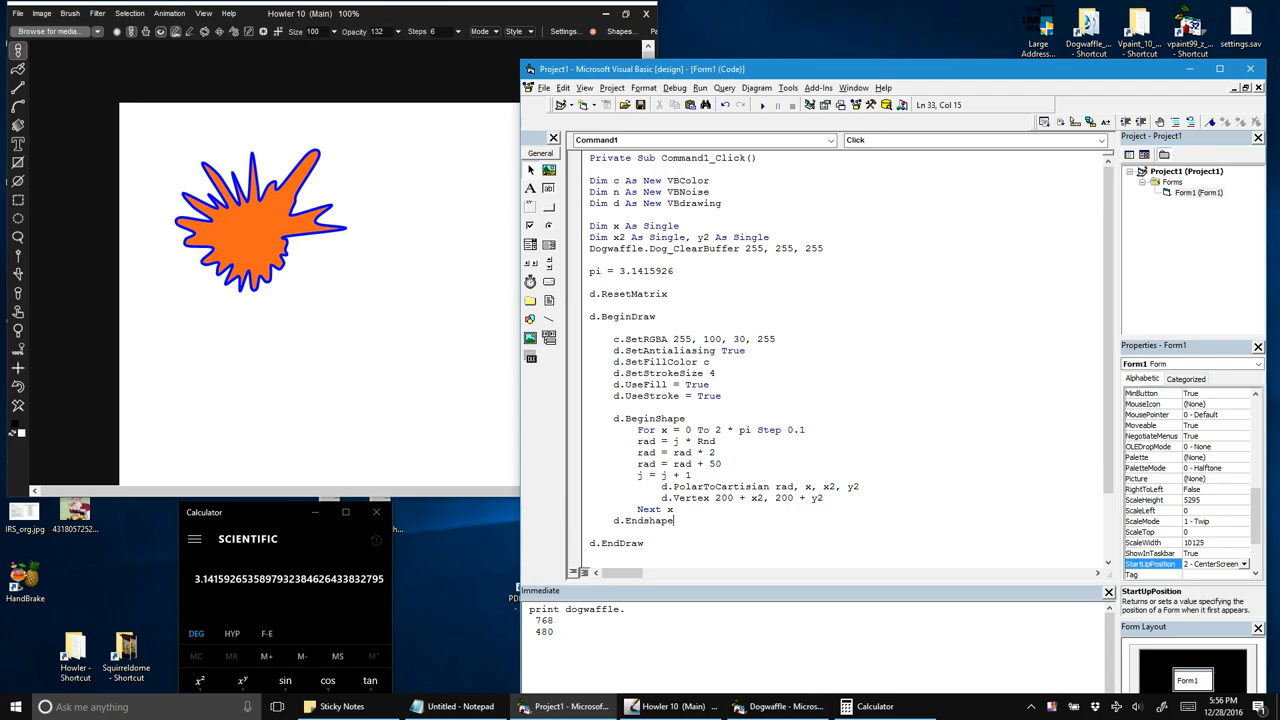 File Image Brush Filter Selection Animation View Help Howler 10 (Main) 100%
Browse for media... Size 100 Opacity 132 Steps 6 Mode Style Settings... Shapes...
Large Address... Dogwaffle... - Shortcut Vpaint_10_... - Shortcut vpaint99_z_... - Shortcut settings.sav
Project1 - Microsoft Visual Basic [design] - [Form1 (Code)]
File Edit View Project Format Debug Run Query Diagram Tools Add-Ins Window Help
Ln 33, Col 15
General
Command1 Click
Private Sub Command1_Click()
Dim c As New VBColor
Dim n As New VBNoise
Dim d As New VBdrawing
Dim x As Single
Dim x2 As Single, y2 As Single
Dogwaffle.Dog_ClearBuffer 255, 255, 255
pi = 3.1415926
d.ResetMatrix
d.BeginDraw
c.SetRGBA 255, 100, 30, 255
d.SetAntialiasing True
d.SetFillColor c
d.SetStrokeSize 4
d.UseFill = True
d.UseStroke = True
d.BeginShape
For x = 0 To 2 * pi Step 0.1
rad = j * Rnd
rad = rad * 2
rad = rad + 50
j = j + 1
d.PolarToCartisian rad, x, x2, y2
d.Vertex 200 + x2, 200 + y2
Next x
d.Endshape
d.EndDraw
Project - Project1
Project1 (Project1)
Forms
Form1 (Form1)
Properties - Form1
Form1 Form
Alphabetic Categorized
MinButton True
MouseIcon (None)
MousePointer 0 - Default
Moveable True
NegotiateMenus True
OLEDropMode 0 - None
Palette (None)
PaletteMode 0 - Halftone
Picture (None)
RightToLeft False
ScaleHeight 5295
ScaleLeft 0
ScaleMode 1 - Twip
ScaleTop 0
ScaleWidth 10125
ShowInTaskbar True
StartUpPosition 2 - CenterScreen
Tag
StartUpPosition
Returns or sets a value specifying the position of a Form when it first appears.
Form Layout
Form1
Immediate
print dogwaffle.
768
480
IRS_org.jpg 4318057252...
HandBrake
Howler - Shortcut Squirreldome - Shortcut
Calculator
SCIENTIFIC
3.1415926535897932384626433832795
DEG HYP F-E
MC MR M+ M- MS M˅
x² xʸ sin cos tan
Ask me anything Sticky Notes Untitled - Notepad Project1 - Microsof... Howler 10 (Main) ... Dogwaffle - Micros... Calculator
5:56 PM
12/28/2016